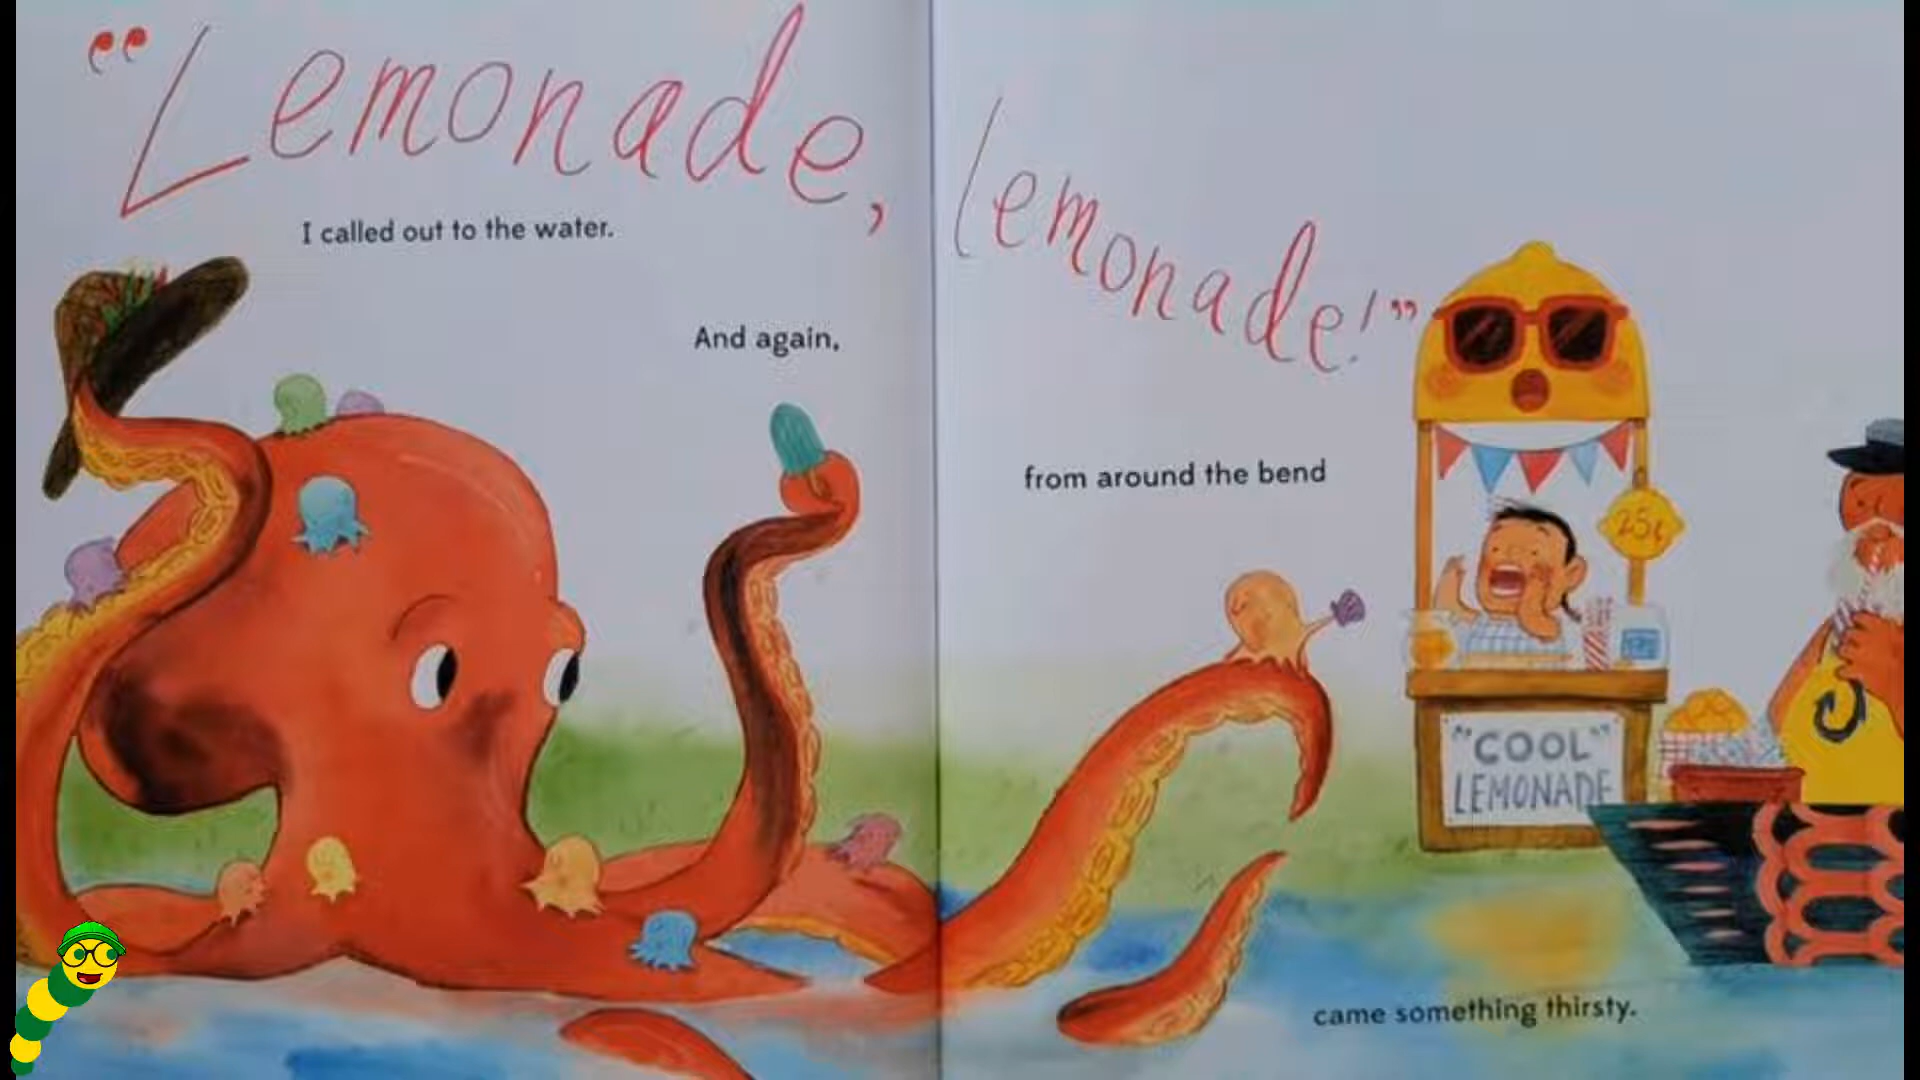 "Lemonade, lemonade!"
I called out to the water.
And again,
from around the bend
25¢
"COOL"
LEMONADE
came something thirsty.